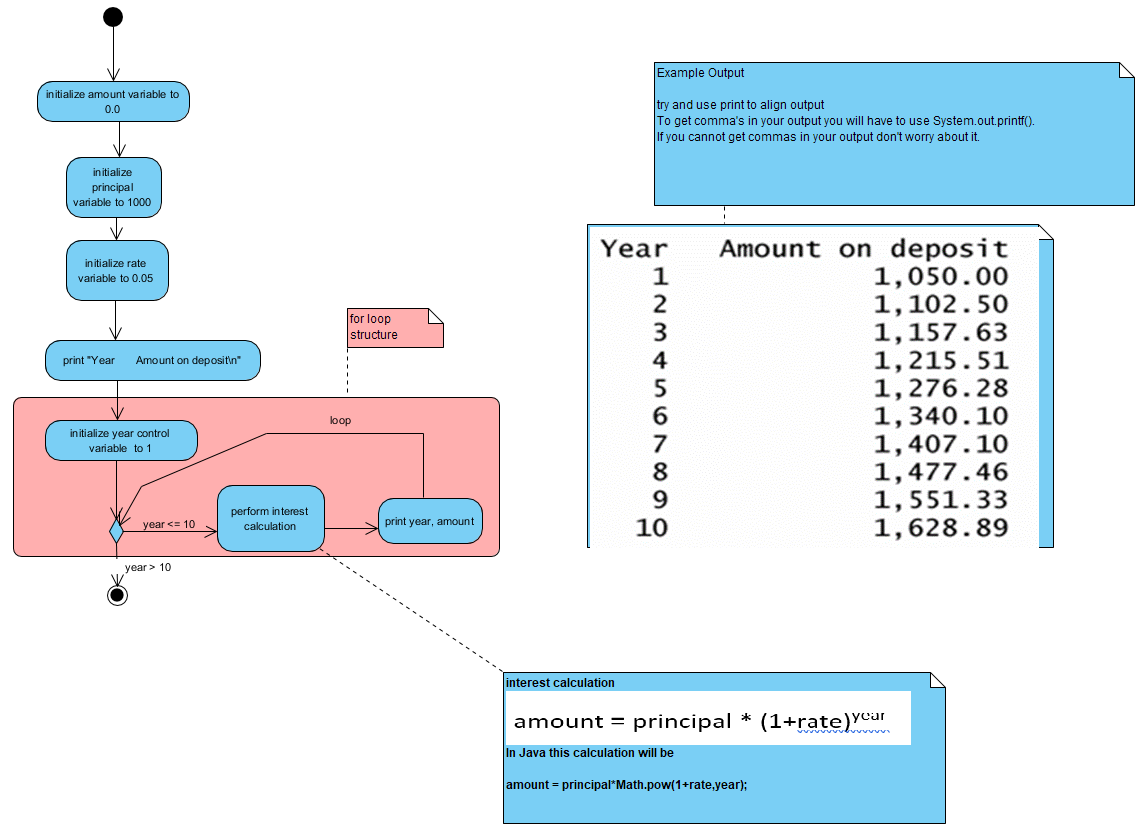 initialize amount variable to
0.0
initialize
principal
variable to 1000
initialize rate
variable to 0.05
print "Year       Amount on deposit\n"
for loop
structure
loop
initialize year control
variable  to 1
year <= 10
perform interest
calculation
print year, amount
year > 10
Example Output
try and use print to align output
To get comma's in your output you will have to use System.out.printf().
If you cannot get commas in your output don't worry about it.
Year   Amount on deposit
1   1,050.00
2   1,102.50
3   1,157.63
4   1,215.51
5   1,276.28
6   1,340.10
7   1,407.10
8   1,477.46
9   1,551.33
10   1,628.89
interest calculation
amount = principal * (1+rate)^year
In Java this calculation will be
amount = principal*Math.pow(1+rate,year);